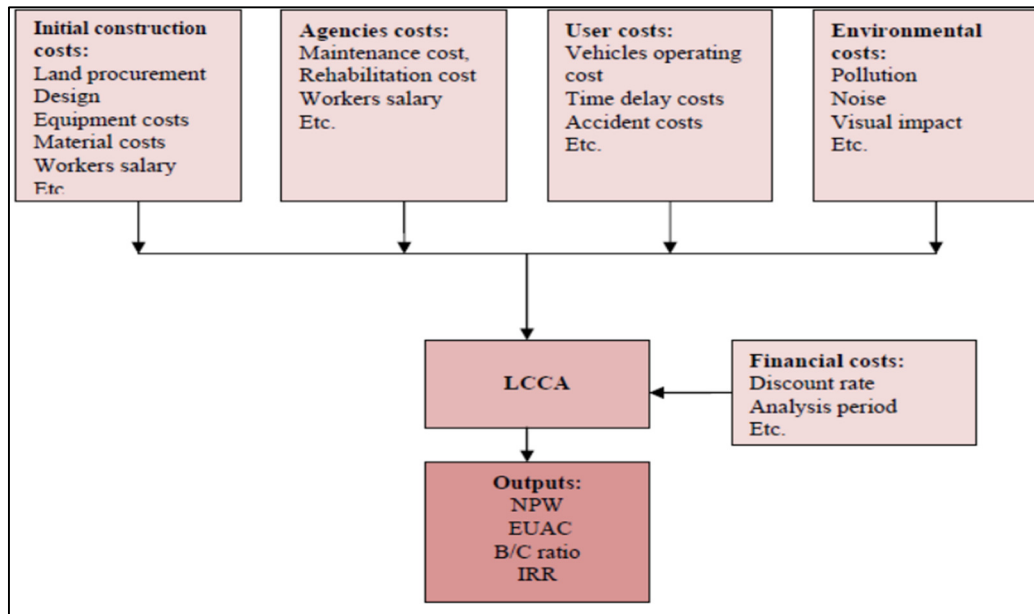 Initial construction
costs:
Land procurement
Design
Equipment costs
Material costs
Workers salary
Etc
Agencies costs:
Maintenance cost,
Rehabilitation cost
Workers salary
Etc.
User costs:
Vehicles operating
cost
Time delay costs
Accident costs
Etc.
Environmental
costs:
Pollution
Noise
Visual impact
Etc.
LCCA
Financial costs:
Discount rate
Analysis period
Etc.
Outputs:
NPW
EUAC
B/C ratio
IRR